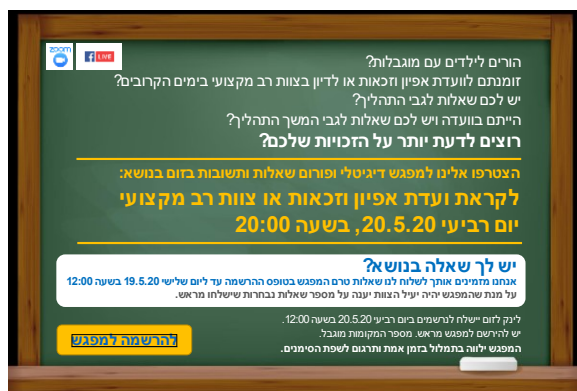 zoom
f LIVE
הורים לילדים עם מוגבלות?
זומנתם לוועדת אפיון וזכאות או לדיון בצוות רב מקצועי בימים הקרובים?
יש לכם שאלות לגבי התהליך?
הייתם בוועדה ויש לכם שאלות לגבי המשך התהליך?
רוצים לדעת יותר על הזכויות שלכם?
הצטרפו אלינו למפגש דיגיטלי ופורום שאלות ותשובות בזום בנושא:
לקראת ועדת אפיון וזכאות או צוות רב מקצועי
יום רביעי 20.5.20, בשעה 20:00
יש לך שאלה בנושא?
אנחנו מזמינים אותך לשלוח לנו שאלות טרם המפגש בטופס ההרשמה עד ליום שלישי 19.5.20 בשעה 12:00
על מנת שהמפגש יהיה יעיל הצוות יענה על מספר שאלות נבחרות שישלחו מראש.
לינק לזום יישלח לנרשמים ביום רביעי 20.5.20 בשעה 12:00.
יש להירשם למפגש מראש. מספר המקומות מוגבל.
המפגש ילווה בתמלול בזמן אמת ותרגום לשפת הסימנים.
להרשמה למפגש